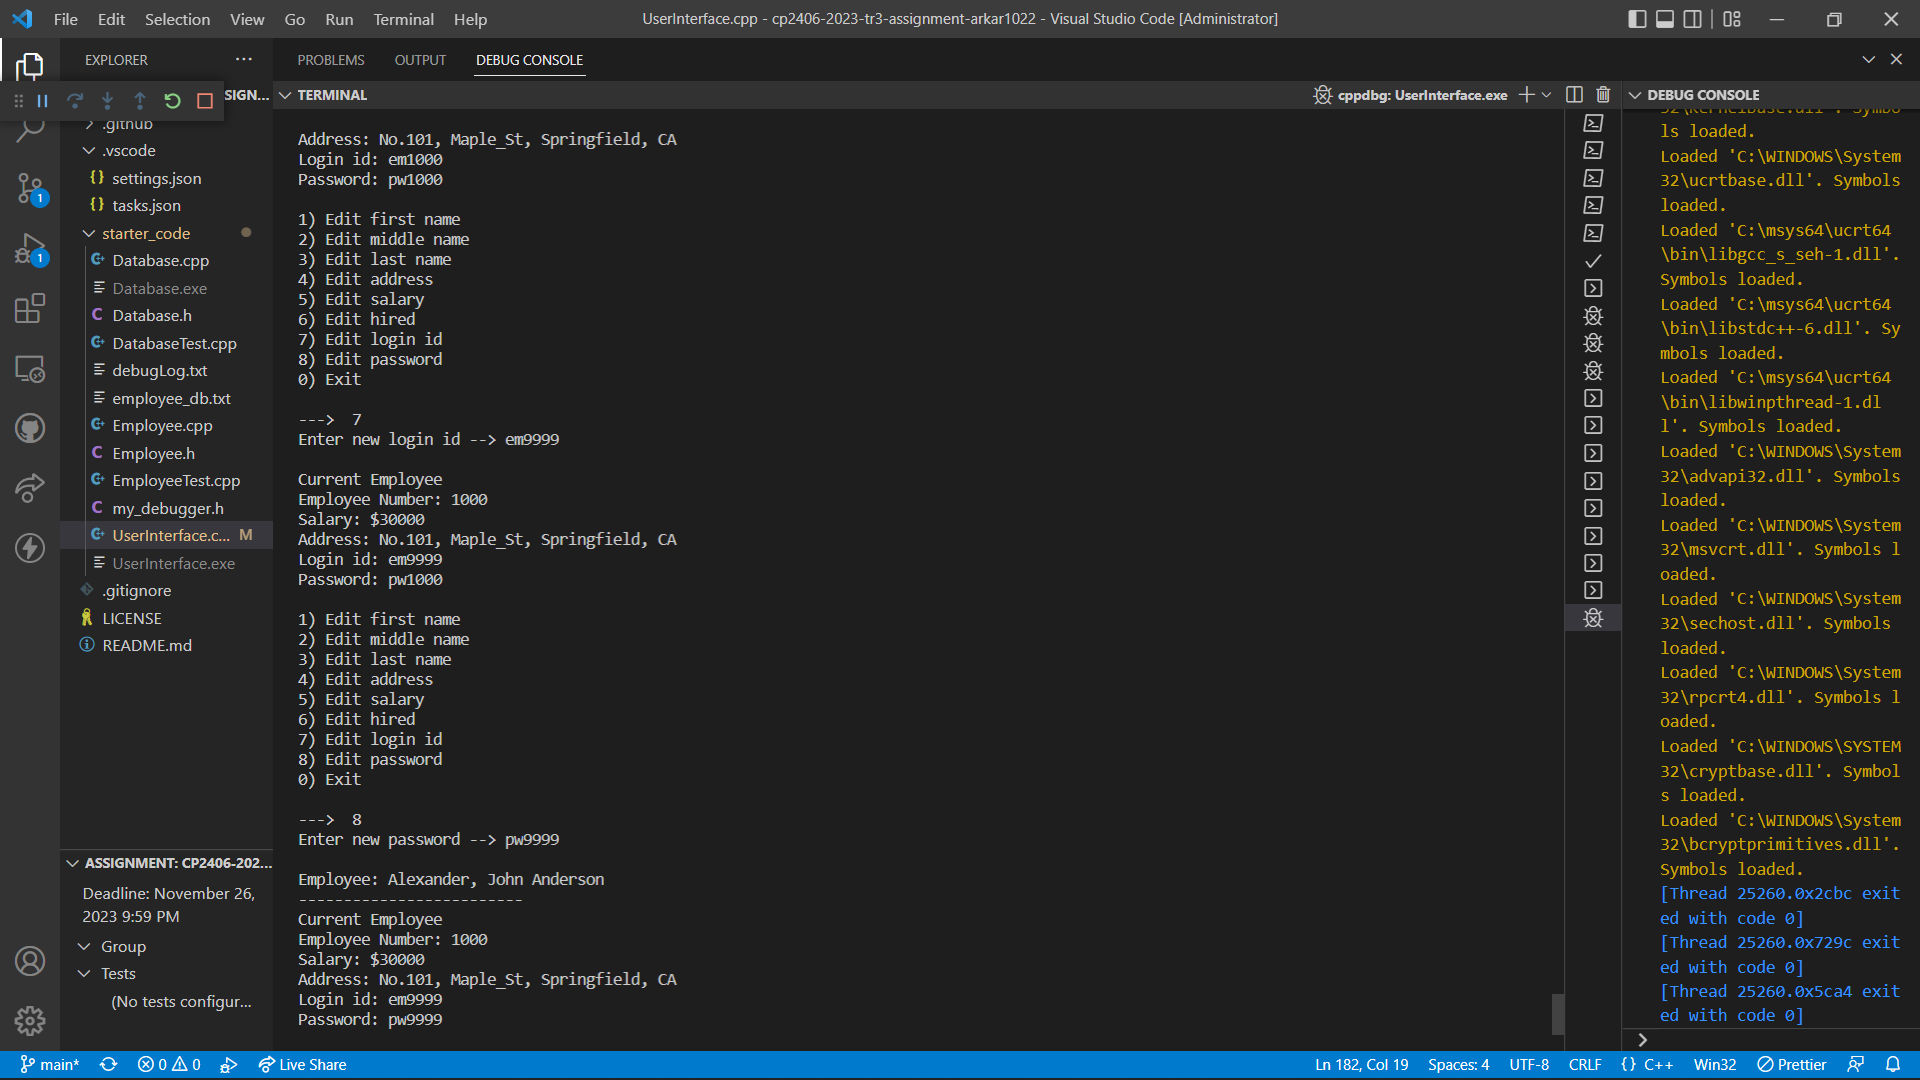 File Edit Selection View Go Run Terminal Help
UserInterface.cpp - cp2406-2023-tr3-assignment-arkar1022 - Visual Studio Code [Administrator]
EXPLORER
SIGN...
.github
.vscode
{} settings.json
{} tasks.json
starter_code
Database.cpp
Database.exe
C Database.h
DatabaseTest.cpp
debugLog.txt
employee_db.txt
Employee.cpp
C Employee.h
EmployeeTest.cpp
C my_debugger.h
UserInterface.c... M
UserInterface.exe
.gitignore
LICENSE
README.md
1
1
ASSIGNMENT: CP2406-202...
Deadline: November 26,
2023 9:59 PM
Group
Tests
(No tests configur...
PROBLEMS OUTPUT DEBUG CONSOLE
TERMINAL
cppdbg: UserInterface.exe
Address: No.101, Maple_St, Springfield, CA
Login id: em1000
Password: pw1000
1) Edit first name
2) Edit middle name
3) Edit last name
4) Edit address
5) Edit salary
6) Edit hired
7) Edit login id
8) Edit password
0) Exit
---> 7
Enter new login id --> em9999
Current Employee
Employee Number: 1000
Salary: $30000
Address: No.101, Maple_St, Springfield, CA
Login id: em9999
Password: pw1000
1) Edit first name
2) Edit middle name
3) Edit last name
4) Edit address
5) Edit salary
6) Edit hired
7) Edit login id
8) Edit password
0) Exit
---> 8
Enter new password --> pw9999
Employee: Alexander, John Anderson
-------------------------
Current Employee
Employee Number: 1000
Salary: $30000
Address: No.101, Maple_St, Springfield, CA
Login id: em9999
Password: pw9999
DEBUG CONSOLE
32\KernelBase.dll'. Symbo
ls loaded.
Loaded 'C:\WINDOWS\System
32\ucrtbase.dll'. Symbols
loaded.
Loaded 'C:\msys64\ucrt64
\bin\libgcc_s_seh-1.dll'.
Symbols loaded.
Loaded 'C:\msys64\ucrt64
\bin\libstdc++-6.dll'. Sy
mbols loaded.
Loaded 'C:\msys64\ucrt64
\bin\libwinpthread-1.dl
l'. Symbols loaded.
Loaded 'C:\WINDOWS\System
32\advapi32.dll'. Symbols
loaded.
Loaded 'C:\WINDOWS\System
32\msvcrt.dll'. Symbols l
oaded.
Loaded 'C:\WINDOWS\System
32\sechost.dll'. Symbols
loaded.
Loaded 'C:\WINDOWS\System
32\rpcrt4.dll'. Symbols l
oaded.
Loaded 'C:\WINDOWS\SYSTEM
32\cryptbase.dll'. Symbol
s loaded.
Loaded 'C:\WINDOWS\System
32\bcryptprimitives.dll'.
Symbols loaded.
[Thread 25260.0x2cbc exit
ed with code 0]
[Thread 25260.0x729c exit
ed with code 0]
[Thread 25260.0x5ca4 exit
ed with code 0]
main* 0 0 Live Share
Ln 182, Col 19 Spaces: 4 UTF-8 CRLF {} C++ Win32 Prettier